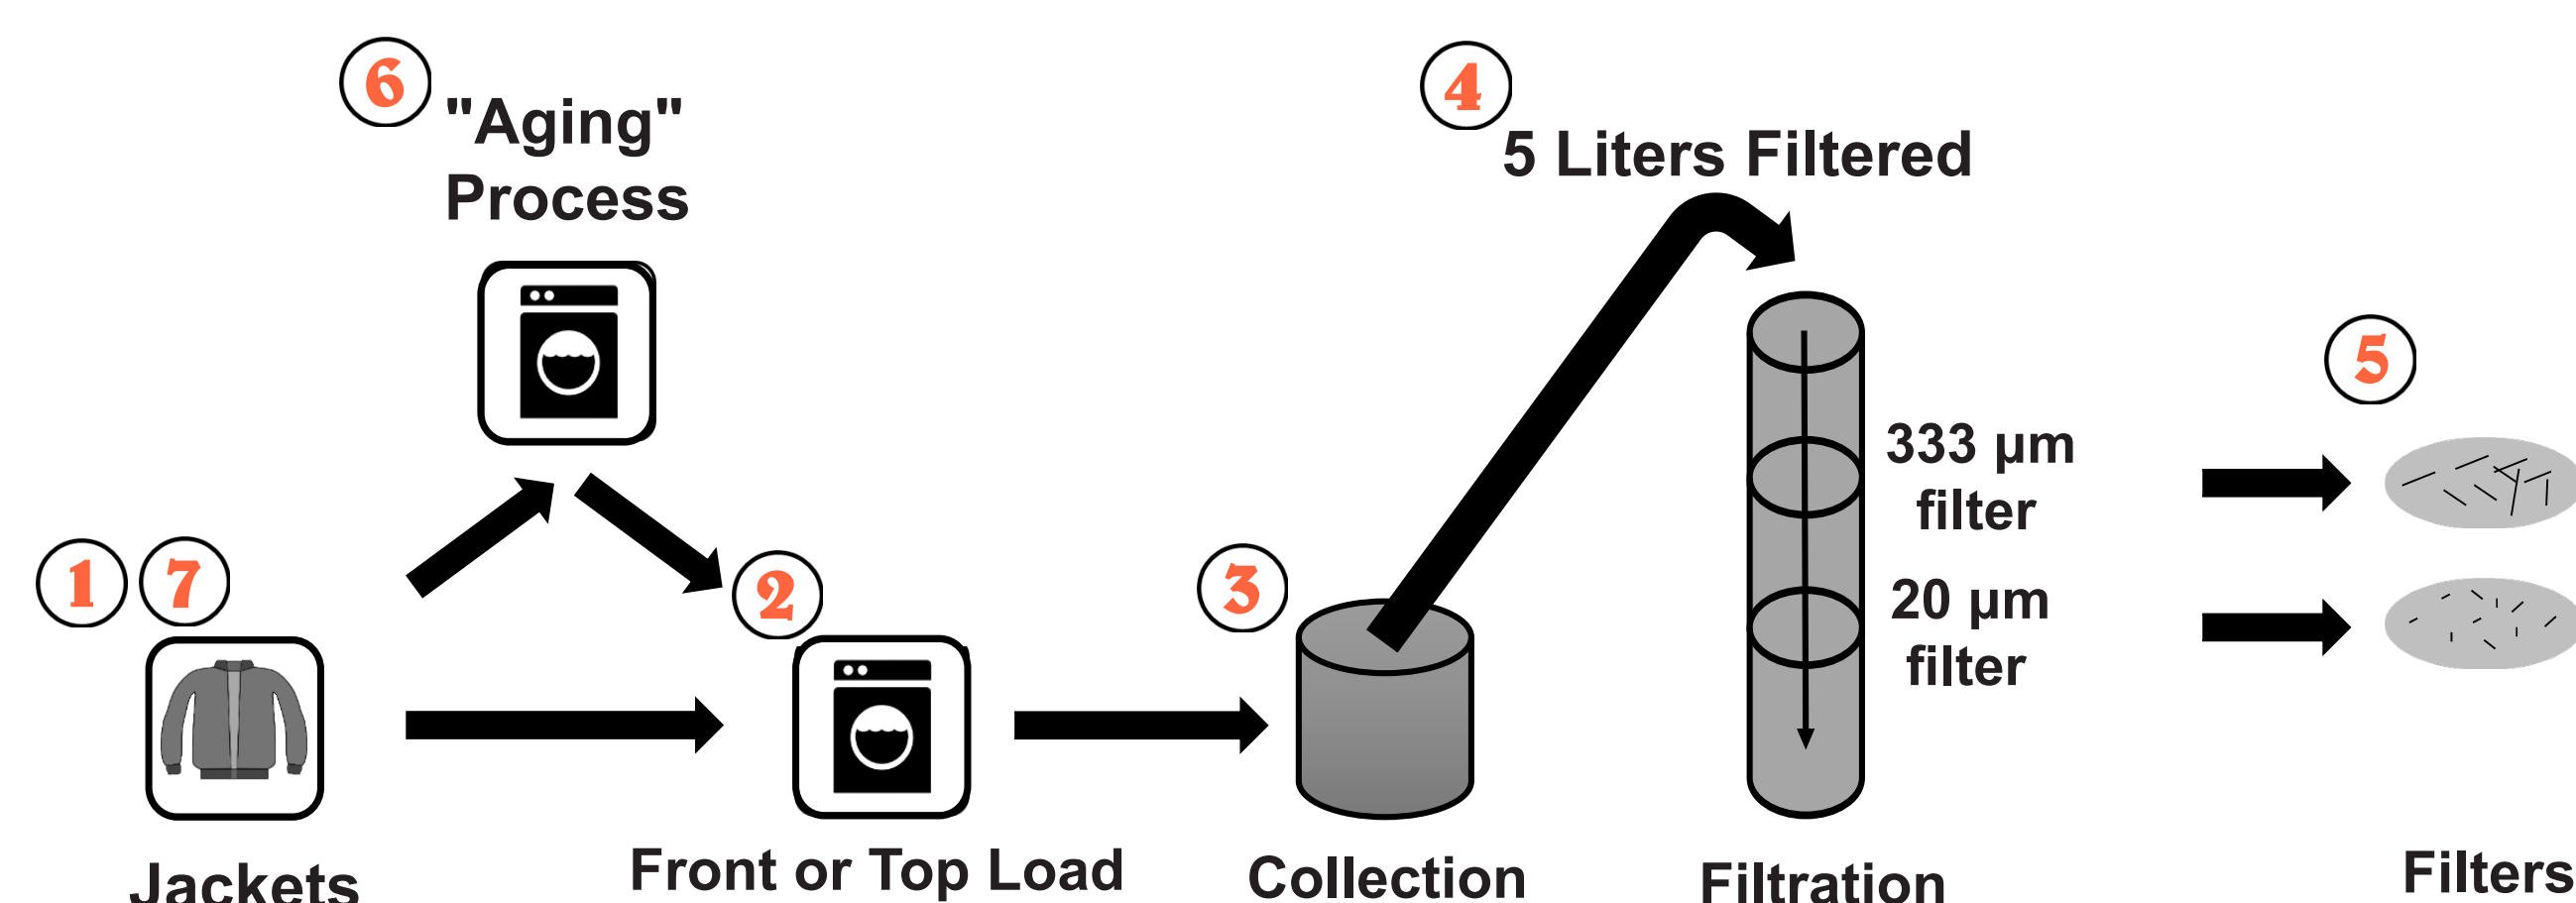 6
"Aging"
Process
4
5 Liters Filtered
5
333 µm
filter
1 7
2
3
20 µm
filter
Jackets
Front or Top Load
Collection
Filtration
Filters